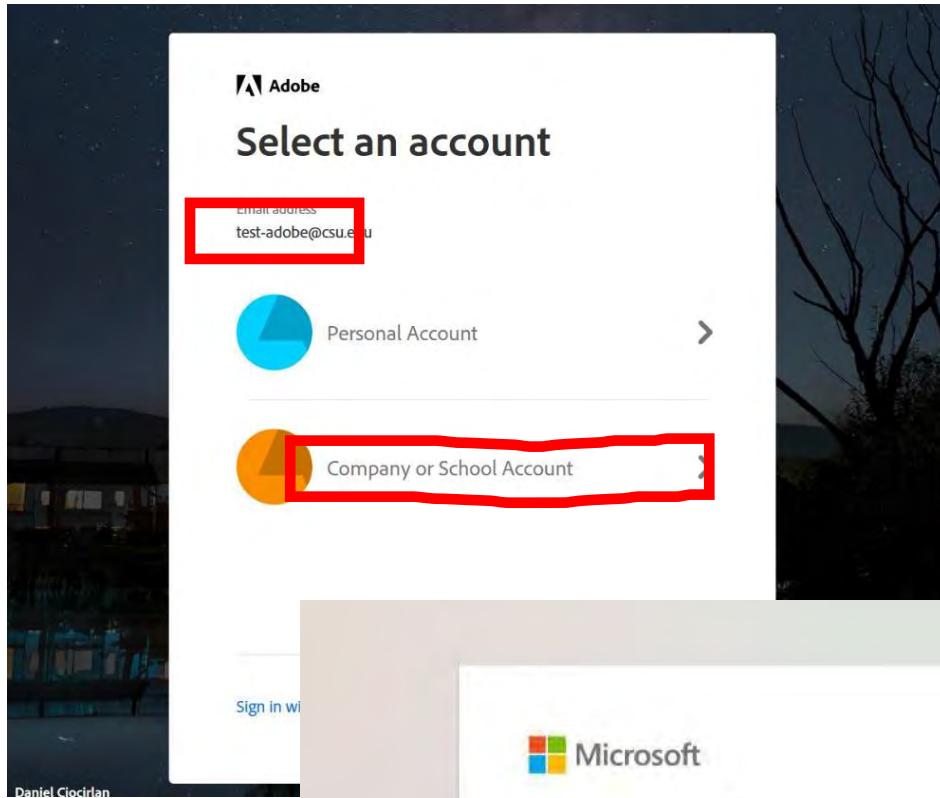 Adobe
Select an account
Email address
test-adobe@csu.edu
Personal Account
Company or School Account
Sign in wi
Microsoft
Daniel Ciocirlan